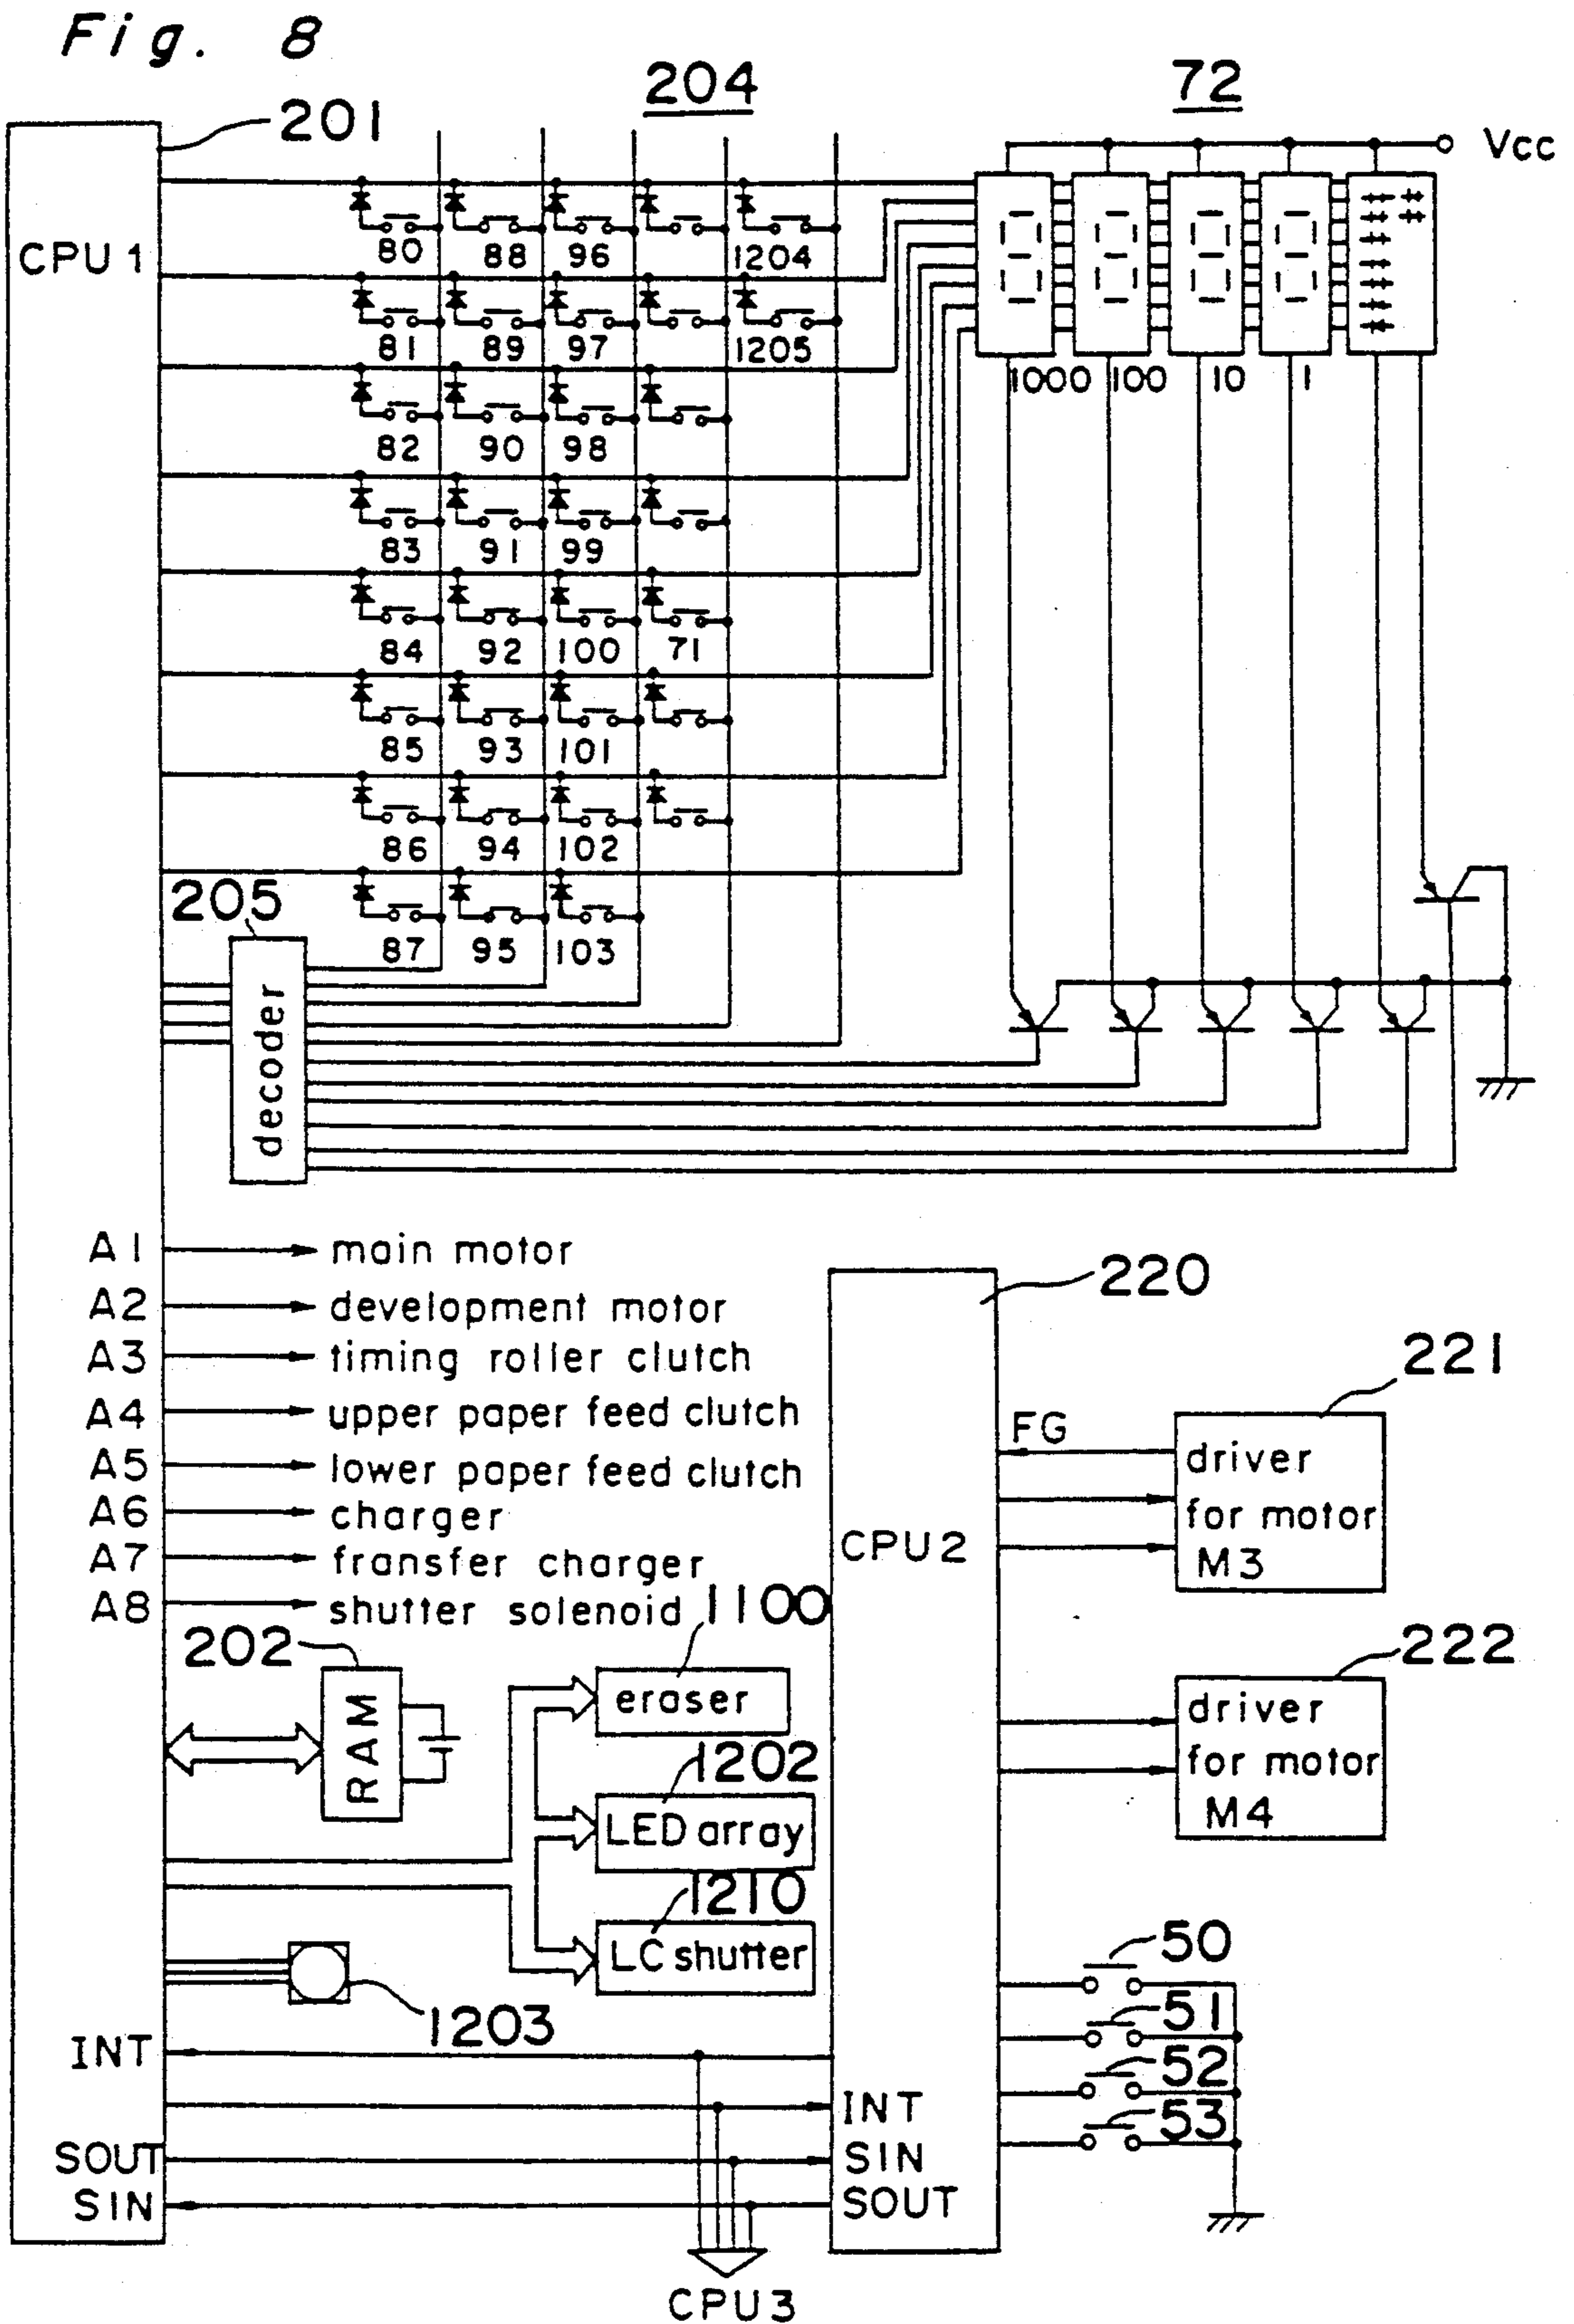 Fig. 8
204
72
201
Vcc
CPU1
80 88 96 1204
81 89 97 1205
1000 100 10 1
82 90 98
83 91 99
84 92 100 71
85 93 101
86 94 102
205
87 95 103
decoder
A1 main motor
A2 development motor
220
A3 timing roller clutch
221
A4 upper paper feed clutch
FG
driver
for motor
M3
A5 lower paper feed clutch
A6 charger
CPU2
A7 fransfer charger
A8 shutter solenoid
1100
202
222
RAM
eraser
driver
for motor
M4
1202
LED array
1210
LC shutter
50
1203
51
INT
52
INT
53
SOUT
SIN
SIN
SOUT
CPU3